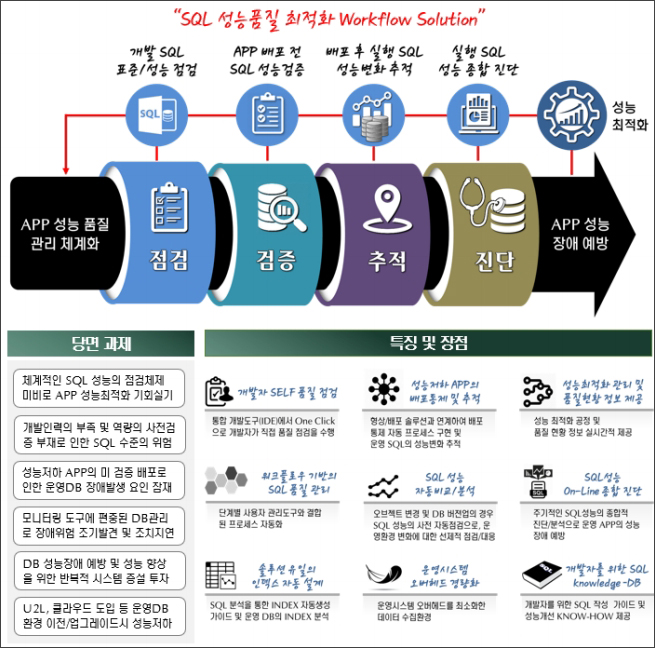 “SQL 성능품질 최적화 Workflow Solution”
개발 SQL
표준/성능 점검
APP 배포 전
SQL 성능검증
배포 후 실행 SQL
성능변화 추적
실행 SQL
성능 종합 진단
SQL
성능
최적화
APP 성능 품질
관리 체계화
점검
검증
추적
진단
APP 성능
장애 예방
당면 과제
체계적인 SQL 성능의 점검체제
미비로 APP 성능최적화 기회실기
개발인력의 부족 및 역량의 사전검
증 부재로 인한 SQL 수준의 위험
성능저하 APP의 미 검증 배포로
인한 운영DB 장애발생 요인 잠재
모니터링 도구에 편중된 DB관리
로 장애위험 조기발견 및 조치지연
DB 성능장애 예방 및 성능 향상
을 위한 반복적 시스템 증설 투자
U2L, 클라우드 도입 등 운영DB
환경 이전/업그레이드시 성능저하
특징 및 장점
개발자 SELF 품질 점검
통합 개발도구(IDE)에서 One Click
으로 개발자가 직접 품질 점검을 수행
성능저하 APP의
배포통제 및 추적
형상/배포 솔루션과 연계하여 배포
통제 자동 프로세스 구현 및
운영 SQL의 성능변화 추적
성능최적화 관리 및
품질현황 정보 제공
성능 최적화 공정 및
품질 현황 정보 실시간적 제공
워크플로우 기반의
SQL 품질 관리
단계별 사용자 관리도구와 결합
된 프로세스 자동화
SQL 성능
자동비교/분석
오브젝트 변경 및 DB 버전업의 경우
SQL 성능의 사전 자동점검으로, 운
영환경 변화에 대한 선제적 점검/대응
SQL
SQL성능
On-Line 종합 진단
주기적인 SQL성능의 종합적
진단/분석으로 운영 APP의 성능
장애 예방
솔루션 유일의
인덱스 자동 설계
SQL 분석을 통한 INDEX 자동생성
가이드 및 운영 DB의 INDEX 분석
운영시스템
오버헤드 경량화
운영시스템 오버헤드를 최소화한
데이터 수집환경
SQL
개발자를 위한 SQL
knowledge-DB
개발자를 위한 SQL 작성 가이드 및
성능개선 KNOW-HOW 제공